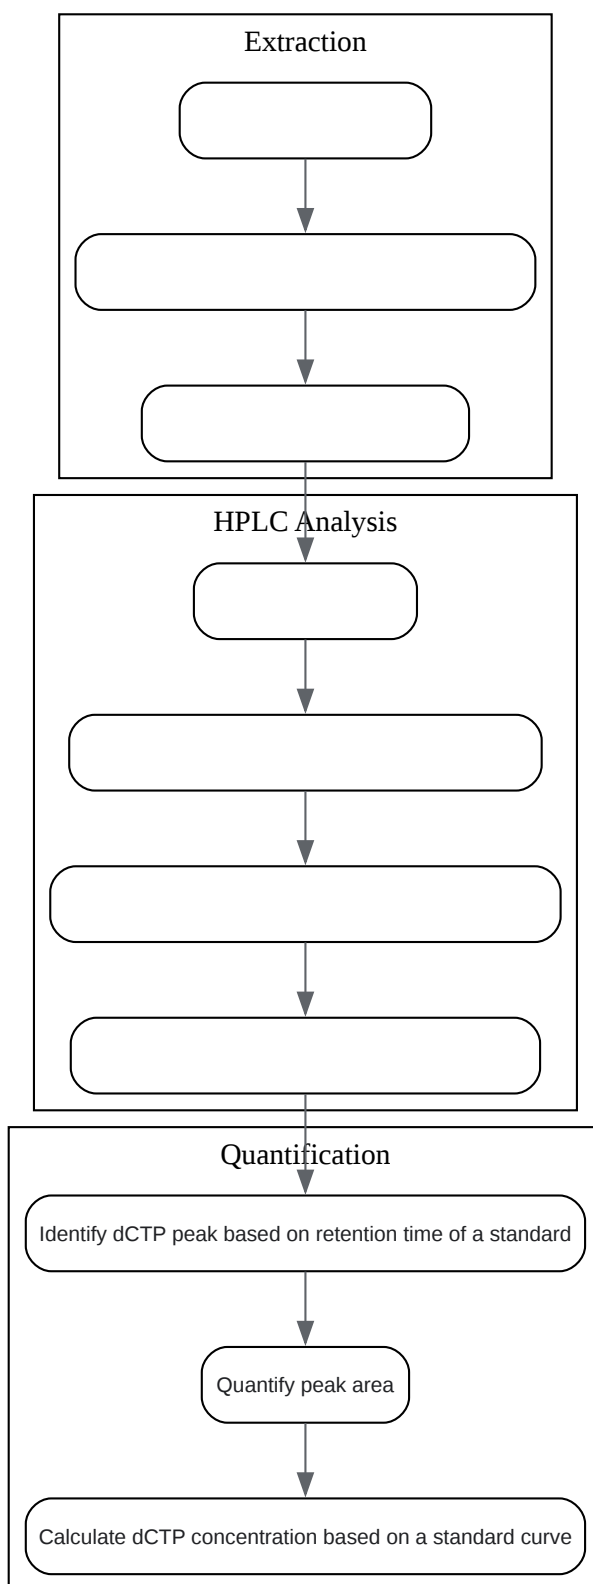 Extraction
HPLC Analysis
Quantification
Identify dCTP peak based on retention time of a standard
Quantify peak area
Calculate dCTP concentration based on a standard curve